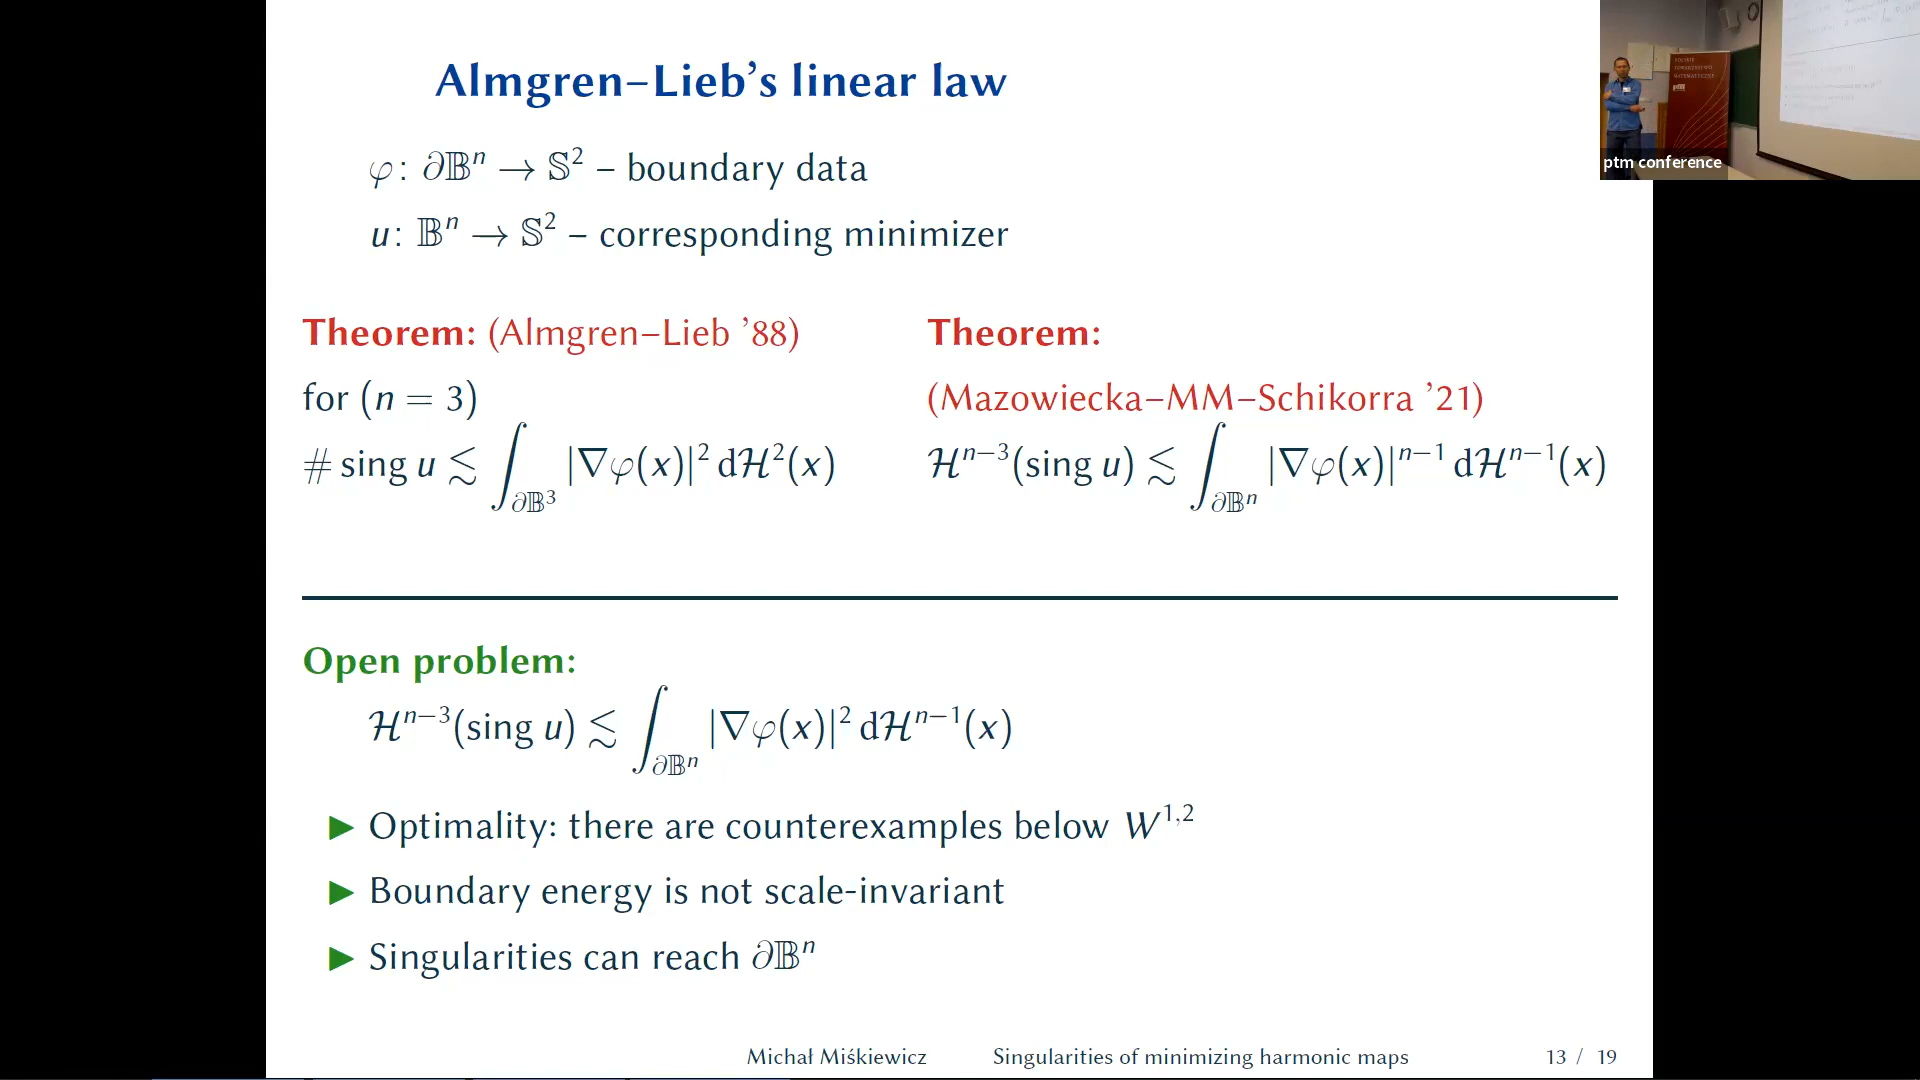 Almgren–Lieb’s linear law
φ: ∂𝔹ⁿ → 𝕊² – boundary data
u: 𝔹ⁿ → 𝕊² – corresponding minimizer
Theorem: (Almgren–Lieb ’88)
for (n = 3)
# sing u ≲ ∫_{∂𝔹³} |∇φ(x)|² dℋ²(x)
Theorem:
(Mazowiecka–MM–Schikorra ’21)
ℋⁿ⁻³(sing u) ≲ ∫_{∂𝔹ⁿ} |∇φ(x)|ⁿ⁻¹ dℋⁿ⁻¹(x)
Open problem:
ℋⁿ⁻³(sing u) ≲ ∫_{∂𝔹ⁿ} |∇φ(x)|² dℋⁿ⁻¹(x)
▶ Optimality: there are counterexamples below W^{1,2}
▶ Boundary energy is not scale-invariant
▶ Singularities can reach ∂𝔹ⁿ
Michał Miśkiewicz Singularities of minimizing harmonic maps 13 / 19
POLSKIE
TOWARZYSTWO
MATEMATYCZNE
ptm conference